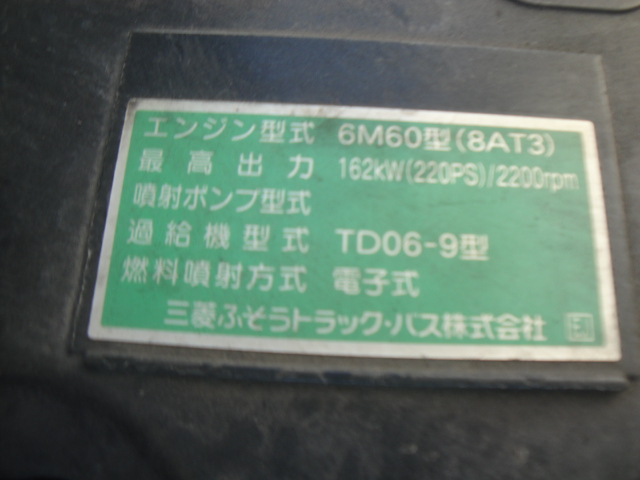 エンジン型式 6M60型(8AT3)
最高出力 162kW(220PS)/2200rpm
噴射ポンプ型式
過給機型式 TD06-9型
燃料噴射方式 電子式
三菱ふそうトラック・バス株式会社